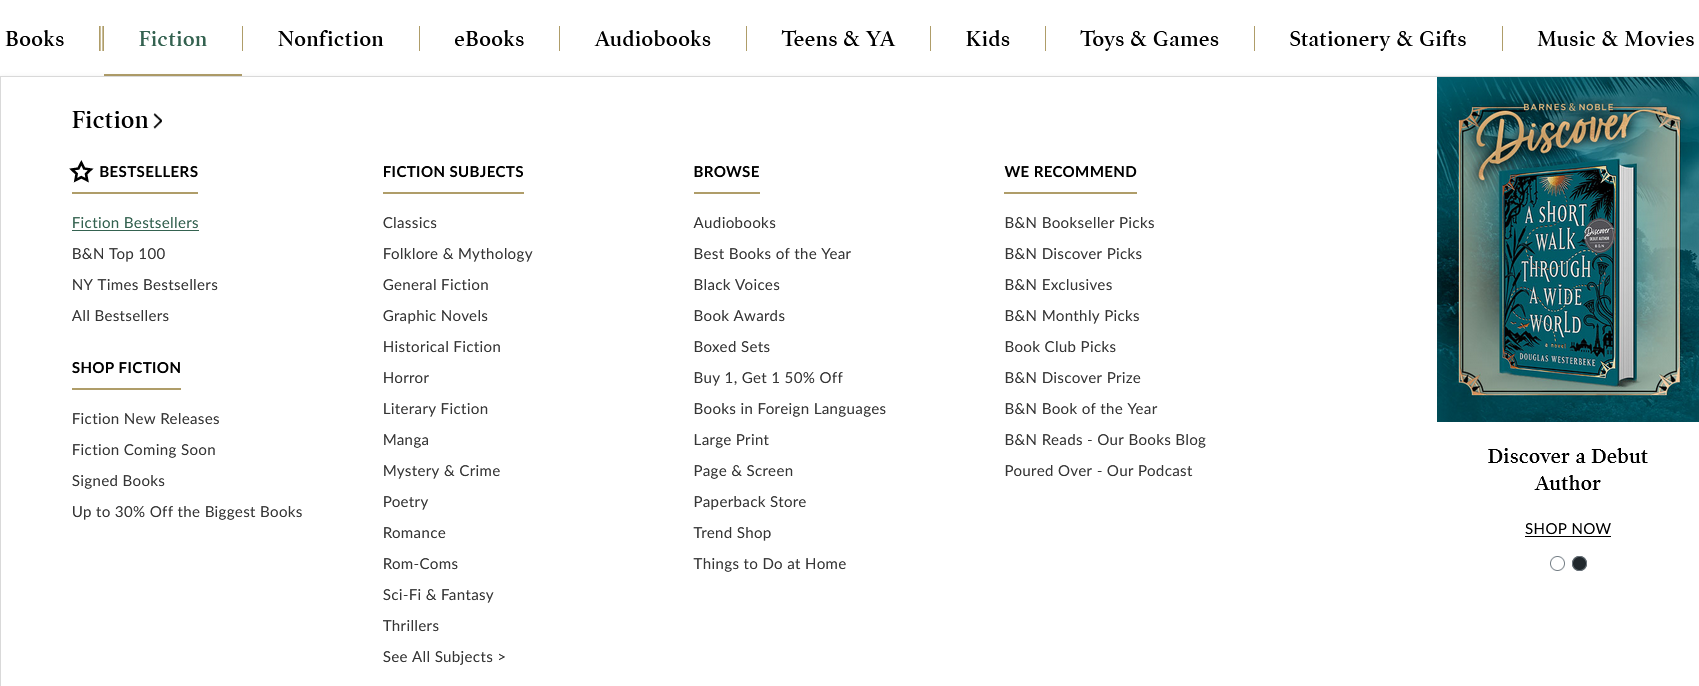 Books
Fiction
Nonfiction
eBooks
Audiobooks
Teens & YA
Kids
Toys & Games
Stationery & Gifts
Music & Movies
Fiction >
BESTSELLERS
Fiction Bestsellers
B&N Top 100
NY Times Bestsellers
All Bestsellers
SHOP FICTION
Fiction New Releases
Fiction Coming Soon
Signed Books
Up to 30% Off the Biggest Books
FICTION SUBJECTS
Classics
Folklore & Mythology
General Fiction
Graphic Novels
Historical Fiction
Horror
Literary Fiction
Manga
Mystery & Crime
Poetry
Romance
Rom-Coms
Sci-Fi & Fantasy
Thrillers
See All Subjects >
BROWSE
Audiobooks
Best Books of the Year
Black Voices
Book Awards
Boxed Sets
Buy 1, Get 1 50% Off
Books in Foreign Languages
Large Print
Page & Screen
Paperback Store
Trend Shop
Things to Do at Home
WE RECOMMEND
B&N Bookseller Picks
B&N Discover Picks
B&N Exclusives
B&N Monthly Picks
Book Club Picks
B&N Discover Prize
B&N Book of the Year
B&N Reads - Our Books Blog
Poured Over - Our Podcast
BARNES & NOBLE
Discover
A SHORT
WALK
THROUGH
A WIDE
WORLD
a novel
DOUGLAS WESTERBEKE
Discover
Discover a Debut
Author
SHOP NOW